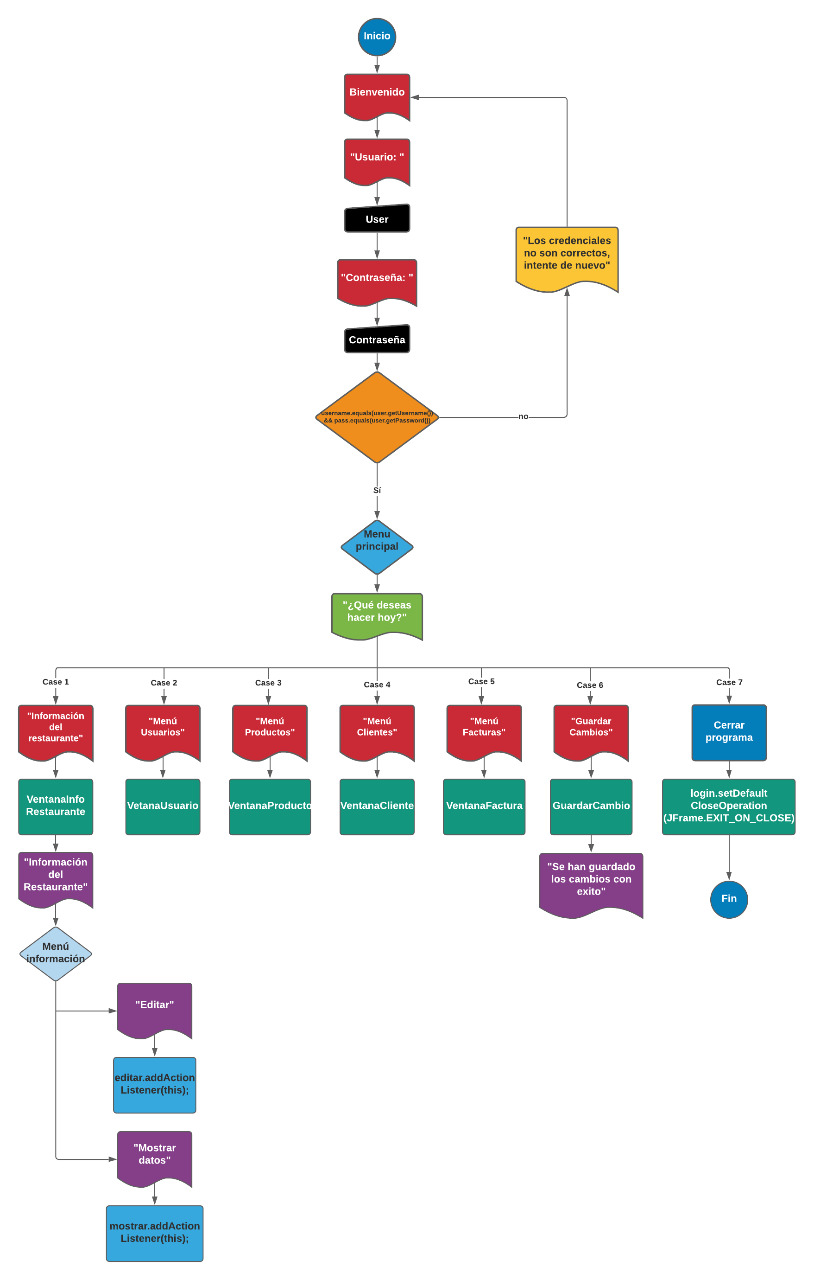 Inicio
Bienvenido
"Usuario: "
User
"Los credenciales
no son correctos,
intente de nuevo"
"Contraseña: "
Contraseña
username.equals(user.getUsername())
&& pass.equals(user.getPassword())
no
Sí
Menu
principal
"¿Qué deseas
hacer hoy?"
Case 1
Case 2
Case 3
Case 4
Case 5
Case 6
Case 7
"Información
del
restaurante"
"Menú
Usuarios"
"Menú
Productos"
"Menú
Clientes"
"Menú
Facturas"
"Guardar
Cambios"
Cerrar
programa
VentanaInfo
Restaurante
VetanaUsuario
VentanaProducto
VentanaCliente
VentanaFactura
GuardarCambio
login.setDefault
CloseOperation
(JFrame.EXIT_ON_CLOSE)
"Información
del
Restaurante"
"Se han guardado
los cambios con
exito"
Fin
Menú
información
"Editar"
editar.addAction
Listener(this);
"Mostrar
datos"
mostrar.addAction
Listener(this);